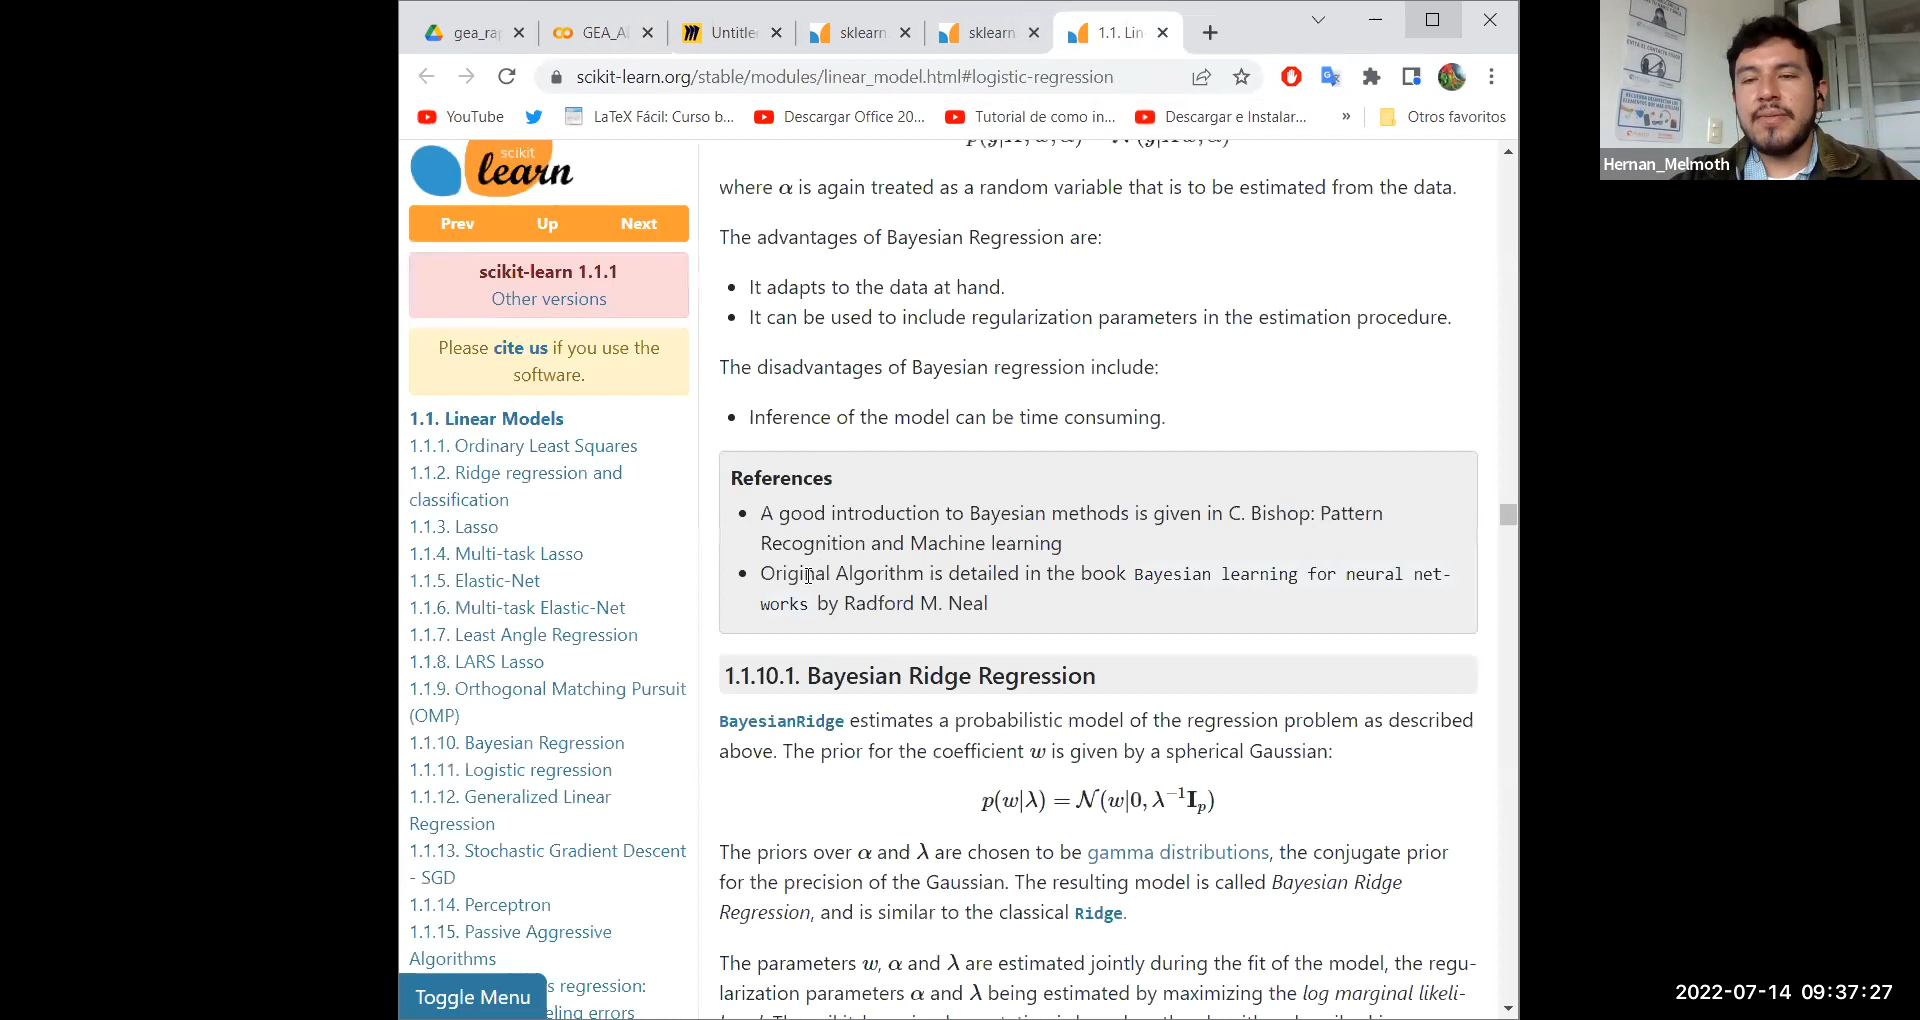 gea_ra
GEA_A
Untitle
sklearn
sklearn
1.1. Lin
scikit-learn.org/stable/modules/linear_model.html#logistic-regression
YouTube
LaTeX Fácil: Curso b...
Descargar Office 20...
Tutorial de como in...
Descargar e Instalar...
»
Otros favoritos
Hernan_Melmoth
scikit
learn
Prev Up Next
scikit-learn 1.1.1
Other versions
Please cite us if you use the
software.
1.1. Linear Models
1.1.1. Ordinary Least Squares
1.1.2. Ridge regression and
classification
1.1.3. Lasso
1.1.4. Multi-task Lasso
1.1.5. Elastic-Net
1.1.6. Multi-task Elastic-Net
1.1.7. Least Angle Regression
1.1.8. LARS Lasso
1.1.9. Orthogonal Matching Pursuit
(OMP)
1.1.10. Bayesian Regression
1.1.11. Logistic regression
1.1.12. Generalized Linear
Regression
1.1.13. Stochastic Gradient Descent
- SGD
1.1.14. Perceptron
1.1.15. Passive Aggressive
Algorithms
s regression:
eling errors
Toggle Menu
where α is again treated as a random variable that is to be estimated from the data.
The advantages of Bayesian Regression are:
• It adapts to the data at hand.
• It can be used to include regularization parameters in the estimation procedure.
The disadvantages of Bayesian regression include:
• Inference of the model can be time consuming.
References
• A good introduction to Bayesian methods is given in C. Bishop: Pattern
Recognition and Machine learning
• Original Algorithm is detailed in the book Bayesian learning for neural net-
works by Radford M. Neal
1.1.10.1. Bayesian Ridge Regression
BayesianRidge estimates a probabilistic model of the regression problem as described
above. The prior for the coefficient w is given by a spherical Gaussian:
p(w|λ) = N(w|0, λ⁻¹Iₚ)
The priors over α and λ are chosen to be gamma distributions, the conjugate prior
for the precision of the Gaussian. The resulting model is called Bayesian Ridge
Regression, and is similar to the classical Ridge.
The parameters w, α and λ are estimated jointly during the fit of the model, the regu-
larization parameters α and λ being estimated by maximizing the log marginal likeli-
2022-07-14 09:37:27